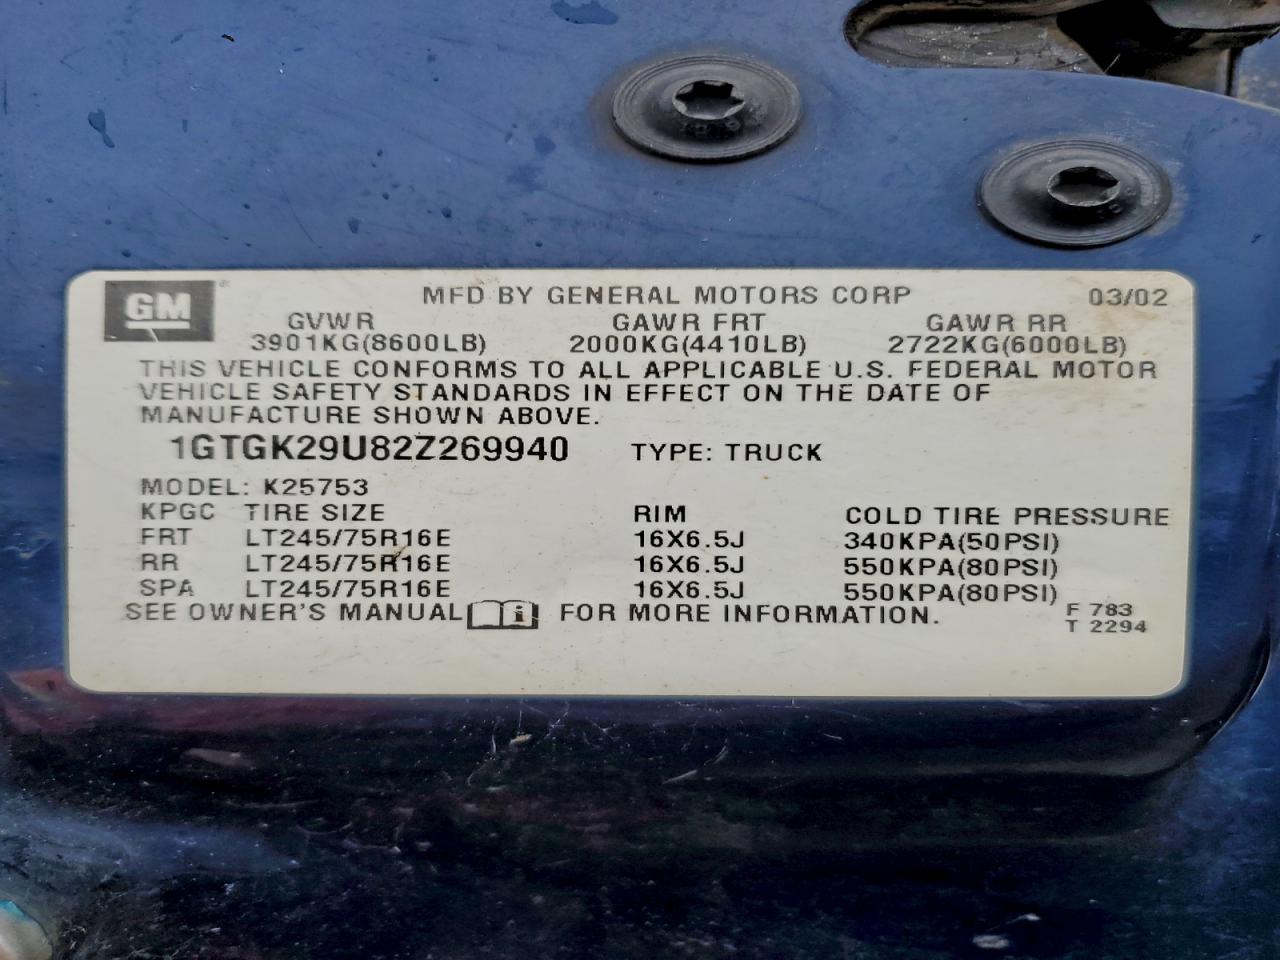 GM®
MFD BY GENERAL MOTORS CORP 03/02
GVWR GAWR FRT GAWR RR
3901KG(8600LB) 2000KG(4410LB) 2722KG(6000LB)
THIS VEHICLE CONFORMS TO ALL APPLICABLE U.S. FEDERAL MOTOR
VEHICLE SAFETY STANDARDS IN EFFECT ON THE DATE OF
MANUFACTURE SHOWN ABOVE.
1GTGK29U82Z269940 TYPE: TRUCK
MODEL: K25753
KPGC TIRE SIZE RIM COLD TIRE PRESSURE
FRT LT245/75R16E 16X6.5J 340KPA(50PSI)
RR LT245/75R16E 16X6.5J 550KPA(80PSI)
SPA LT245/75R16E 16X6.5J 550KPA(80PSI)
SEE OWNER'S MANUAL i FOR MORE INFORMATION.
F 783
T 2294